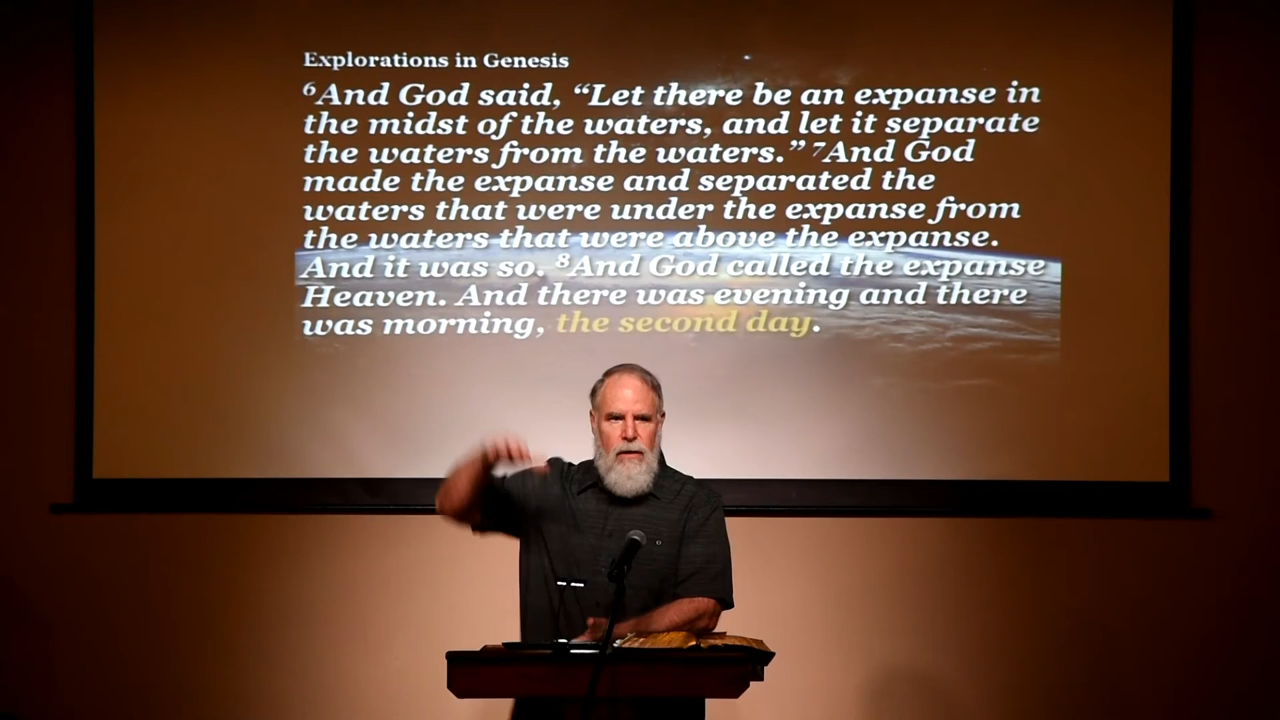 Explorations in Genesis
⁶And God said, “Let there be an expanse in
the midst of the waters, and let it separate
the waters from the waters.” ⁷And God
made the expanse and separated the
waters that were under the expanse from
the waters that were above the expanse.
And it was so. ⁸And God called the expanse
Heaven. And there was evening and there
was morning, the second day.